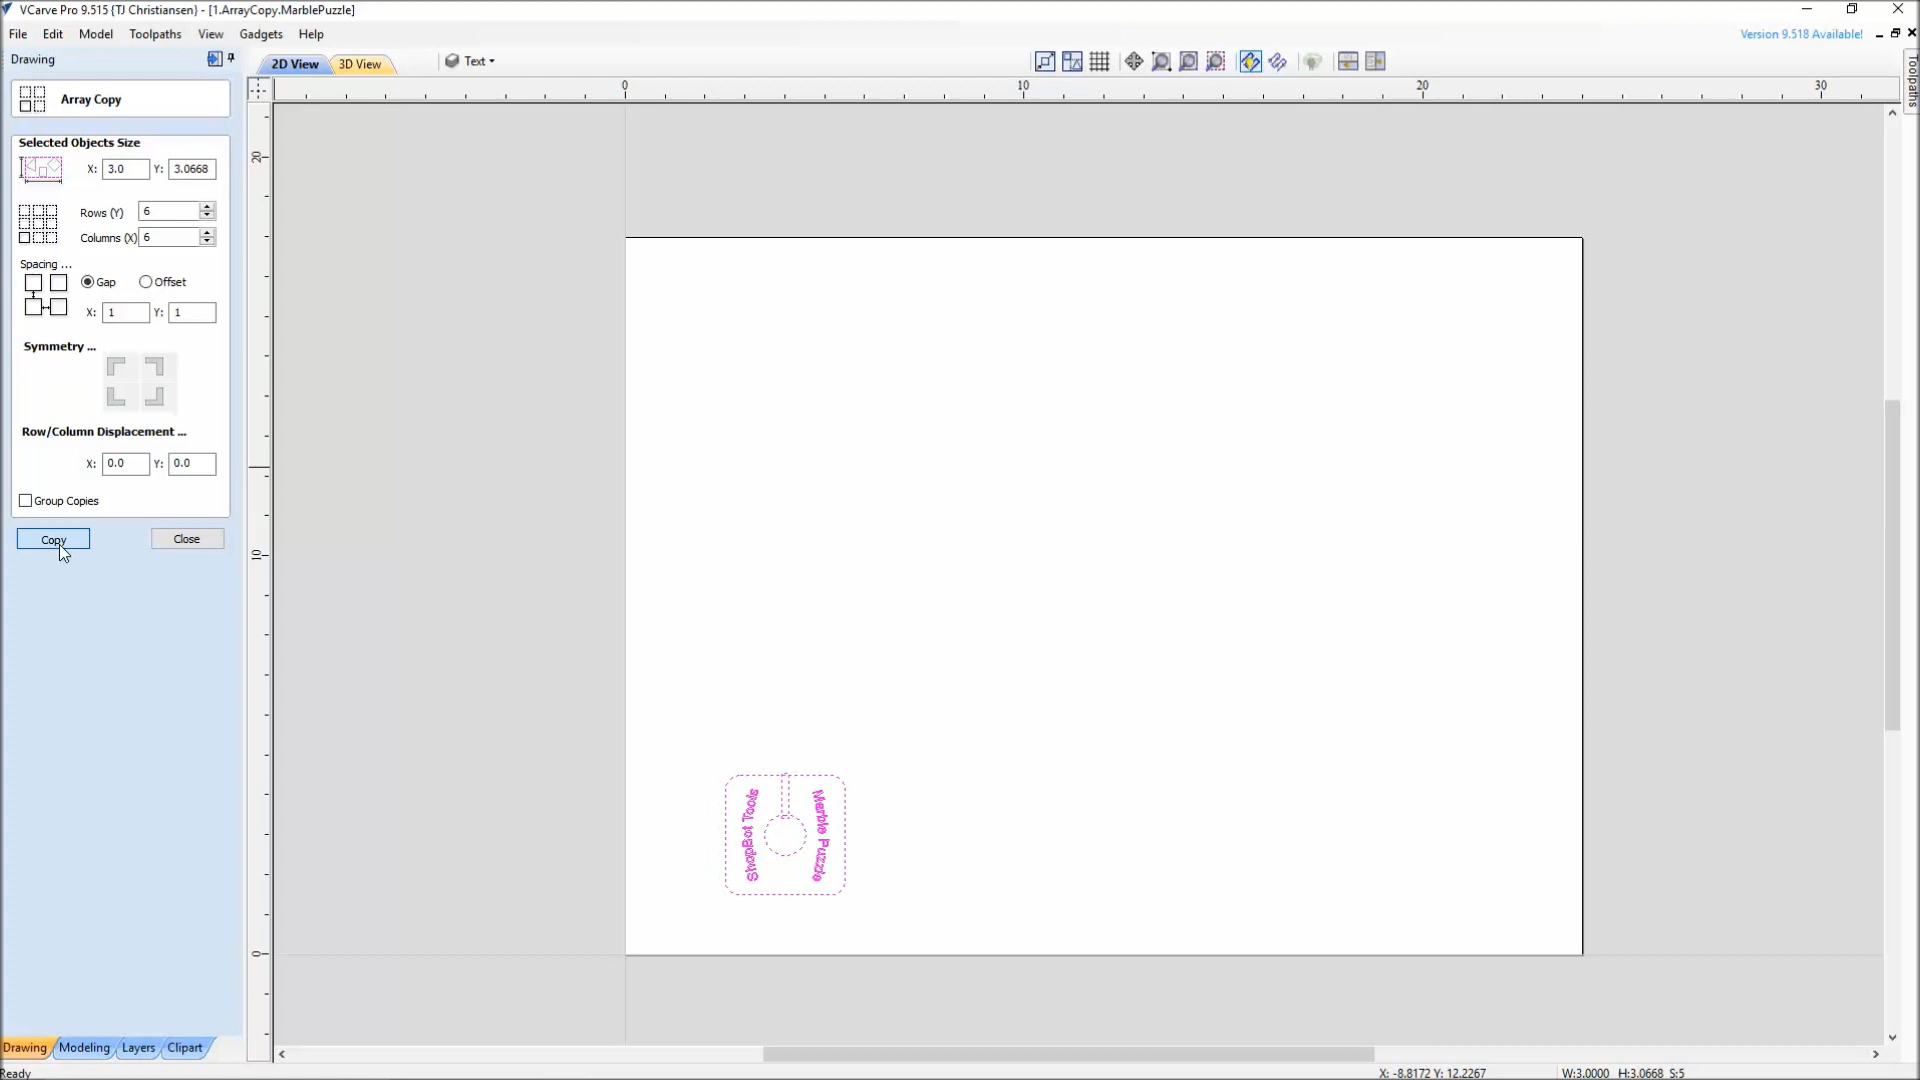 VCarve Pro 9.515 {TJ Christiansen} - [1.ArrayCopy.MarblePuzzle]
File Edit Model Toolpaths View Gadgets Help Version 9.518 Available!
Drawing
2D View 3D View Text
Toolpaths
Array Copy
0 10 20 30
Selected Objects Size
X: 3.0 Y: 3.0668
20
Rows (Y) 6
Columns (X) 6
Spacing ...
Gap Offset
X: 1 Y: 1
Symmetry ...
Row/Column Displacement ...
X: 0.0 Y: 0.0
Group Copies
Copy Close
10
ShopBot Tools
Marble Puzzle
0
Drawing Modeling Layers Clipart
Ready X: -8.8172 Y: 12.2267 W:3.0000 H:3.0668 S:5